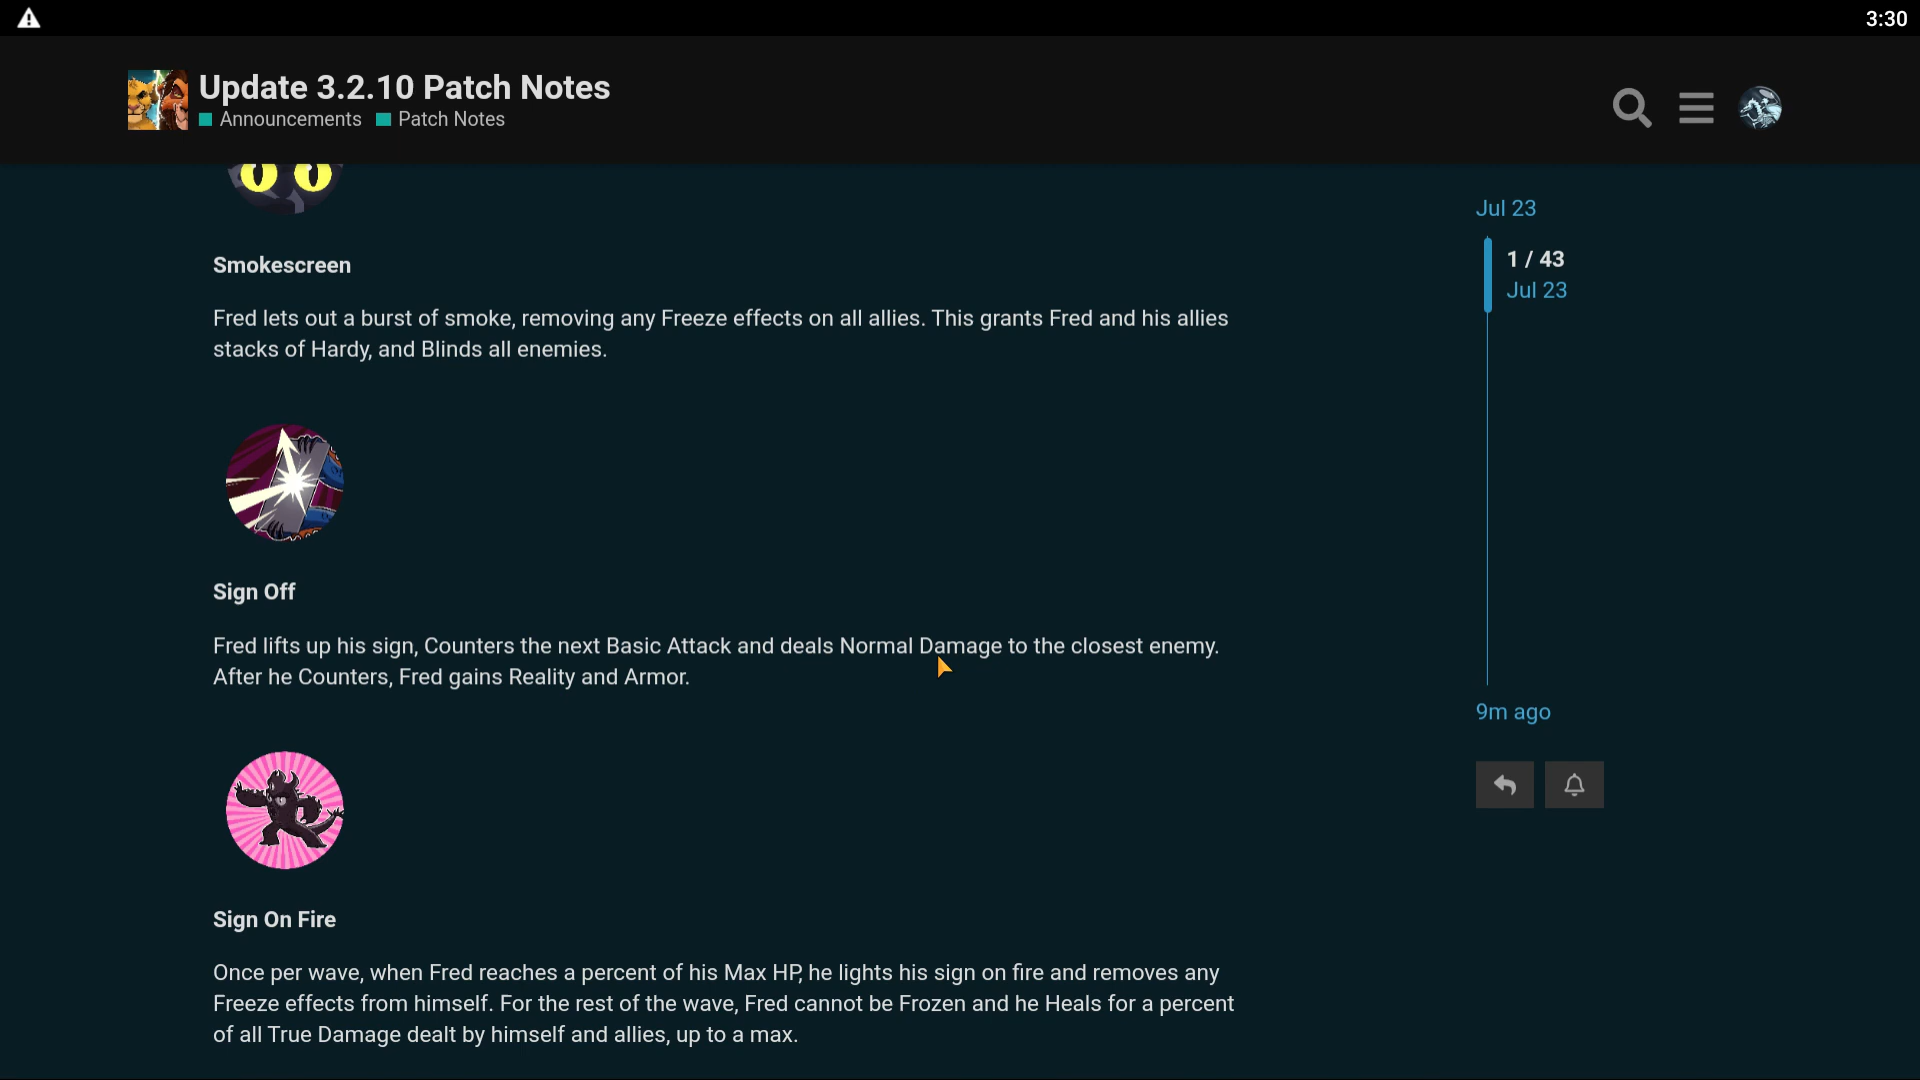 3:30
Update 3.2.10 Patch Notes
Announcements Patch Notes
Smokescreen
Fred lets out a burst of smoke, removing any Freeze effects on all allies. This grants Fred and his allies
stacks of Hardy, and Blinds all enemies.
Sign Off
Fred lifts up his sign, Counters the next Basic Attack and deals Normal Damage to the closest enemy.
After he Counters, Fred gains Reality and Armor.
Sign On Fire
Once per wave, when Fred reaches a percent of his Max HP, he lights his sign on fire and removes any
Freeze effects from himself. For the rest of the wave, Fred cannot be Frozen and he Heals for a percent
of all True Damage dealt by himself and allies, up to a max.
Jul 23
1 / 43
Jul 23
9m ago